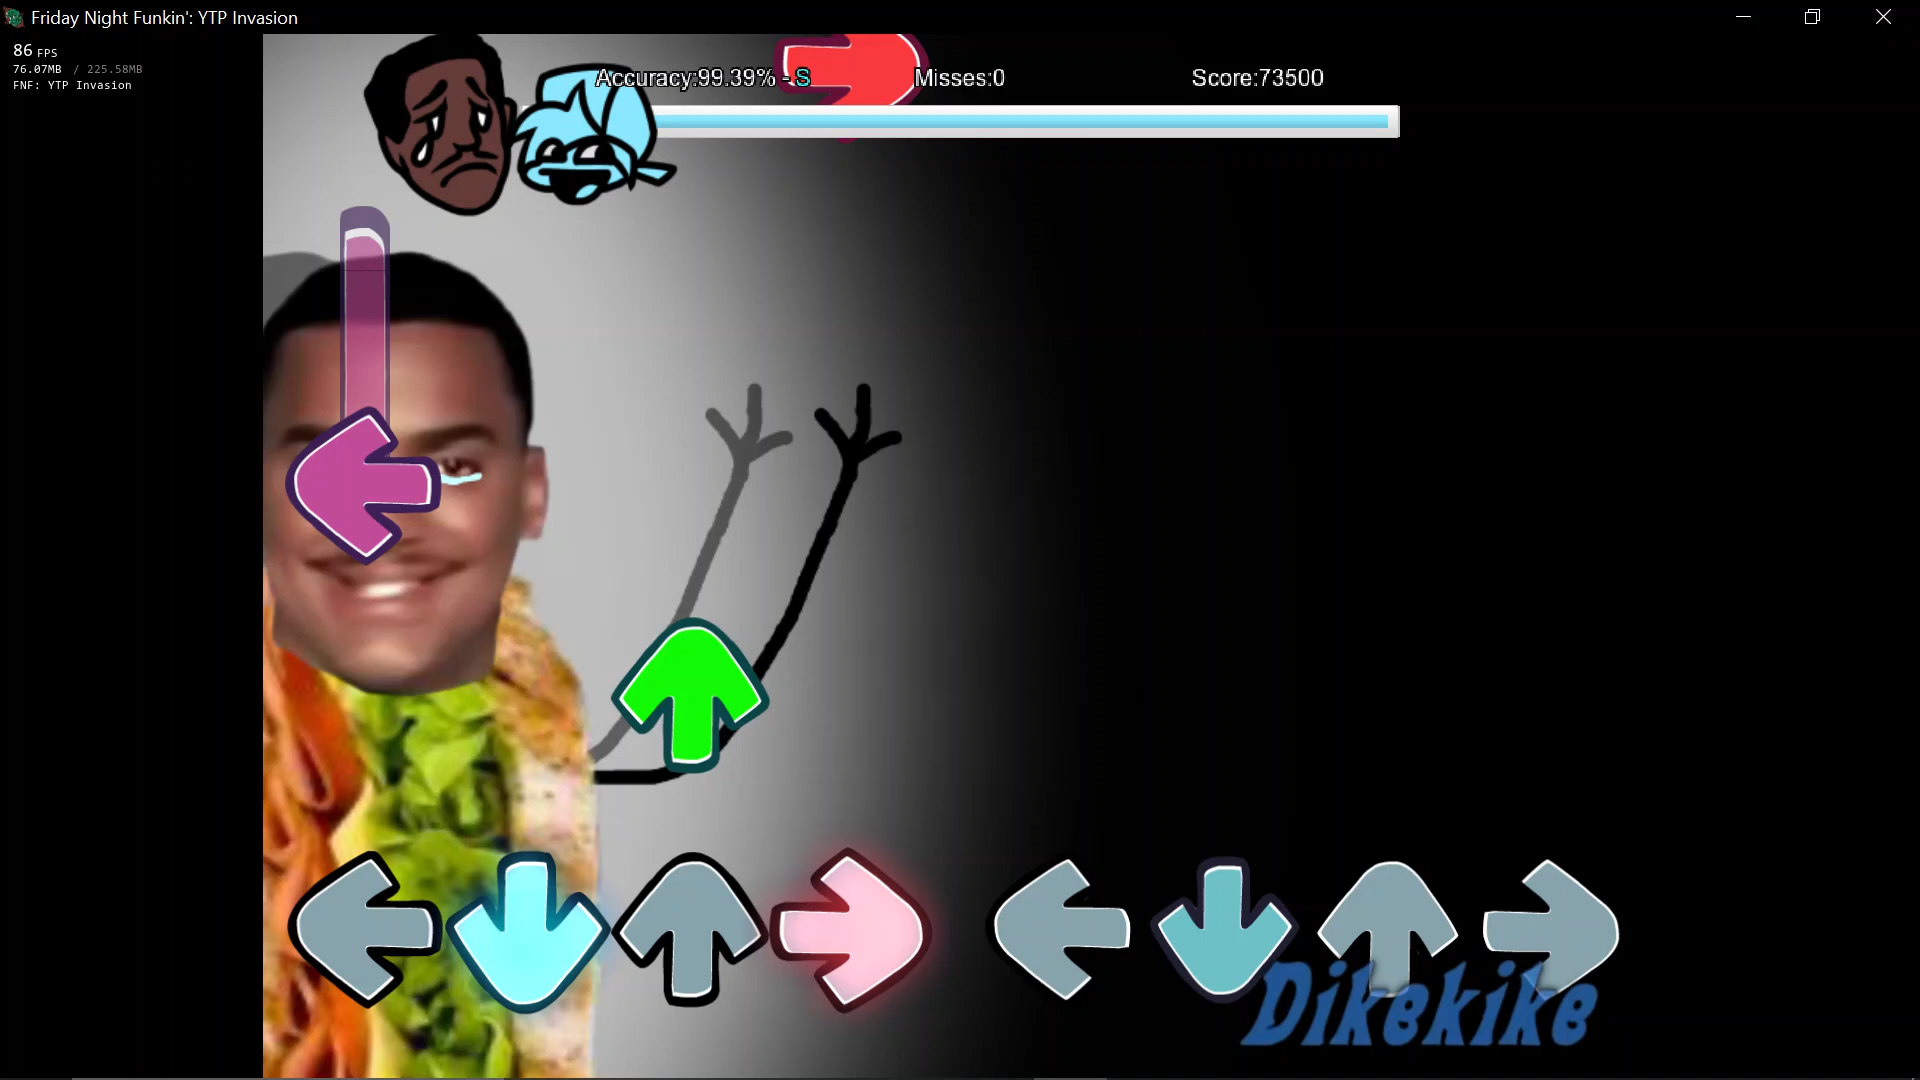 Friday Night Funkin': YTP Invasion
86 FPS
76.07MB / 225.58MB
FNF: YTP Invasion
Accuracy:99.39% - S
Misses:0
Score:73500
Dikekike